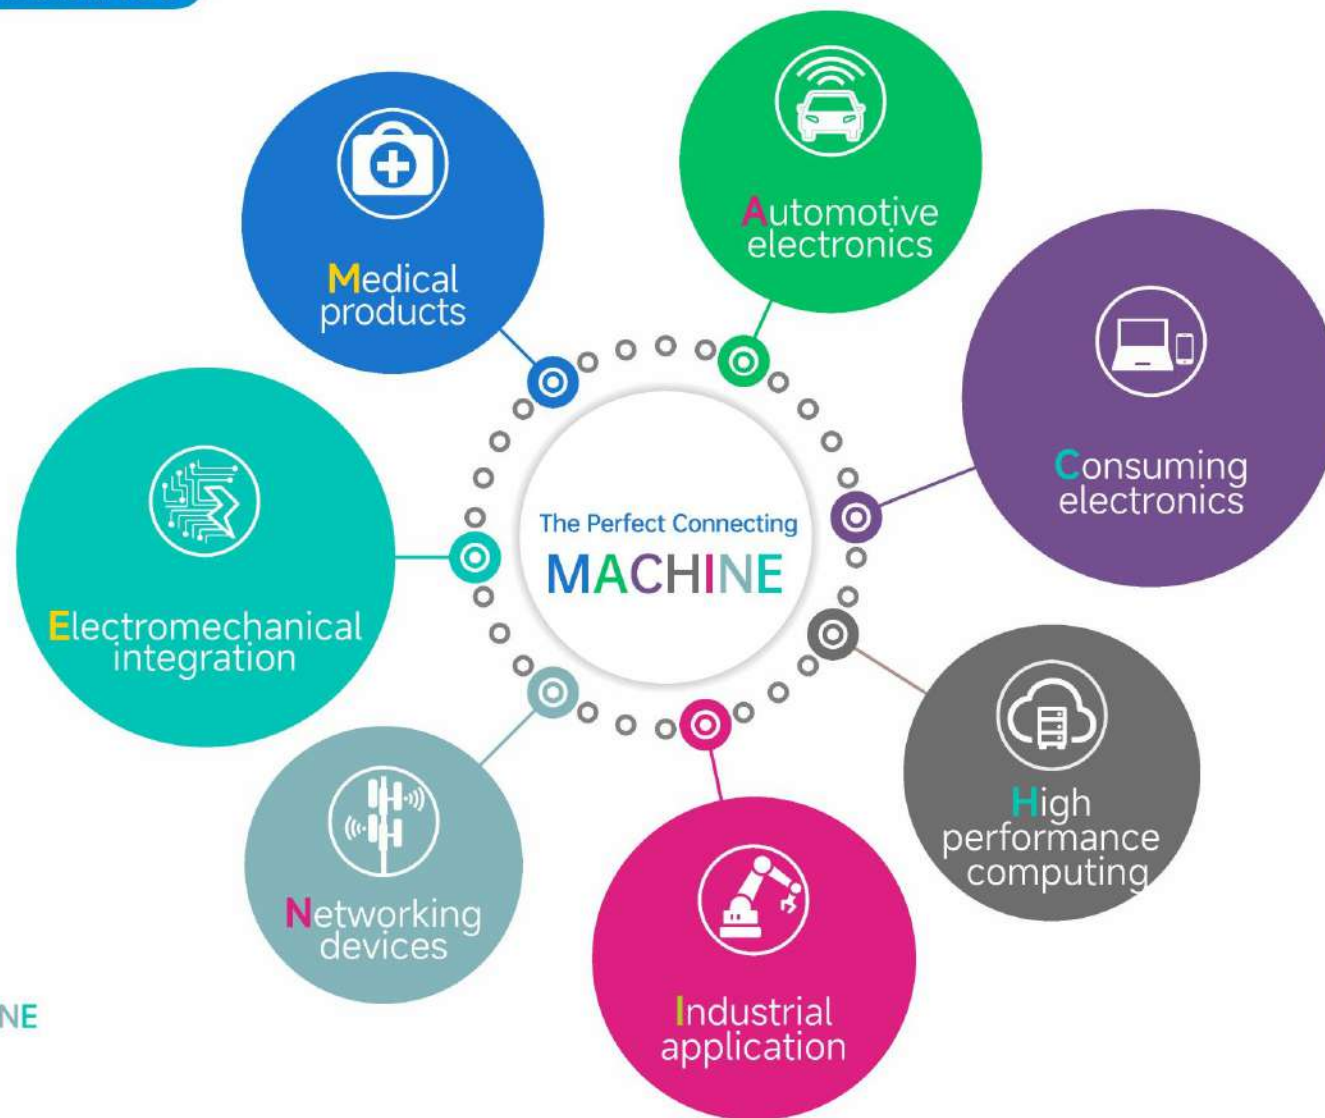 The Perfect Connecting
MACHINE
Medical
products
Automotive
electronics
Consuming
electronics
High
performance
computing
Industrial
application
Networking
devices
Electromechanical
integration
NE